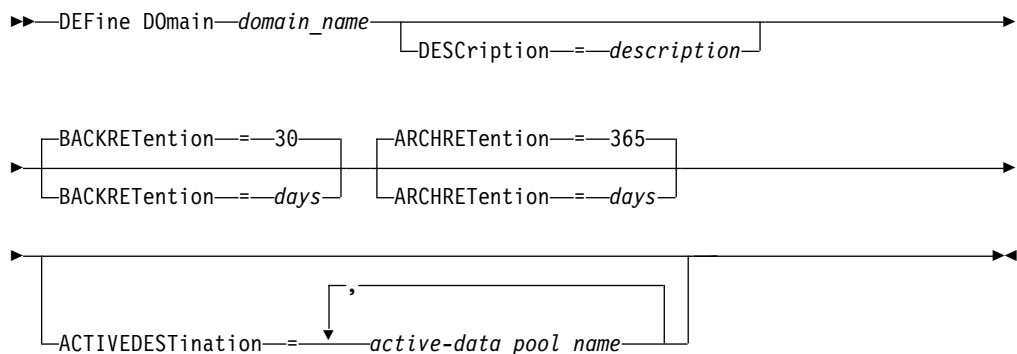 DEFine DOmain domain_name
DESCription = description
BACKRETention = 30 ARCHRETention = 365
BACKRETention = days ARCHRETention = days
,
ACTIVEDESTination = active-data pool name